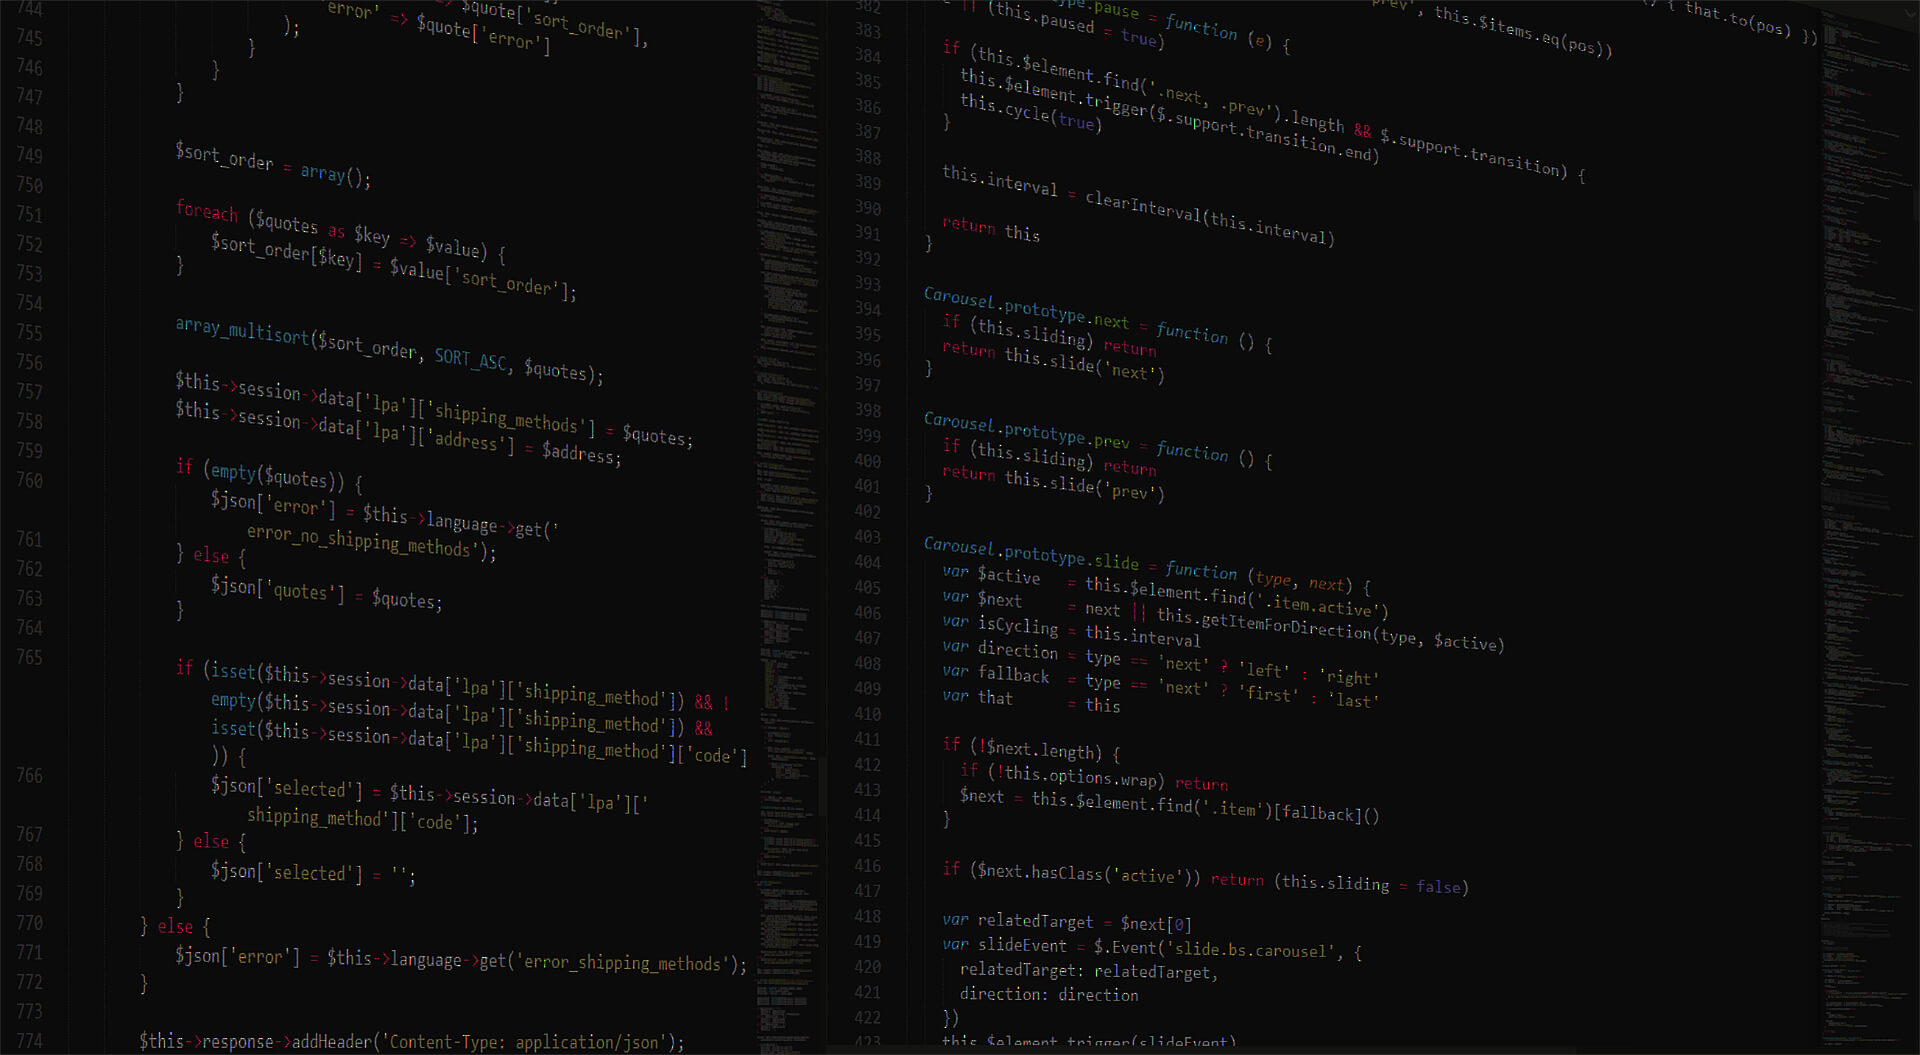 744
745
746
747
748
749
750
751
752
753
754
755
756
757
758
759
760
761
762
763
764
765
766
767
768
769
770
771
772
773
774
$quote['sort_order'],
'error' => $quote['error']
);
}
}
}
$sort_order = array();
foreach ($quotes as $key => $value) {
$sort_order[$key] = $value['sort_order'];
}
array_multisort($sort_order, SORT_ASC, $quotes);
$this->session->data['lpa']['shipping_methods'] = $quotes;
$this->session->data['lpa']['address'] = $address;
if (empty($quotes)) {
$json['error'] = $this->language->get('
error_no_shipping_methods');
} else {
$json['quotes'] = $quotes;
}
if (isset($this->session->data['lpa']['shipping_method']) && !
empty($this->session->data['lpa']['shipping_method']) &&
isset($this->session->data['lpa']['shipping_method']['code']
)) {
$json['selected'] = $this->session->data['lpa']['
shipping_method']['code'];
} else {
$json['selected'] = '';
}
} else {
$json['error'] = $this->language->get('error_shipping_methods');
}
$this->response->addHeader('Content-Type: application/json');
382
383
384
385
386
387
388
389
390
391
392
393
394
395
396
397
398
399
400
401
402
403
404
405
406
407
408
409
410
411
412
413
414
415
416
417
418
419
420
421
422
423
prev', this.$items.eq(pos))
{ that.to(pos) })
.pause = function (e) {
|| (this.paused = true)
if (this.$element.find('.next, .prev').length && $.support.transition) {
this.$element.trigger($.support.transition.end)
this.cycle(true)
}
this.interval = clearInterval(this.interval)
return this
}
Carousel.prototype.next = function () {
if (this.sliding) return
return this.slide('next')
}
Carousel.prototype.prev = function () {
if (this.sliding) return
return this.slide('prev')
}
Carousel.prototype.slide = function (type, next) {
var $active = this.$element.find('.item.active')
var $next = next || this.getItemForDirection(type, $active)
var isCycling = this.interval
var direction = type == 'next' ? 'left' : 'right'
var fallback = type == 'next' ? 'first' : 'last'
var that = this
if (!$next.length) {
if (!this.options.wrap) return
$next = this.$element.find('.item')[fallback]()
}
if ($next.hasClass('active')) return (this.sliding = false)
var relatedTarget = $next[0]
var slideEvent = $.Event('slide.bs.carousel', {
relatedTarget: relatedTarget,
direction: direction
})
this.$element.trigger(slideEvent)